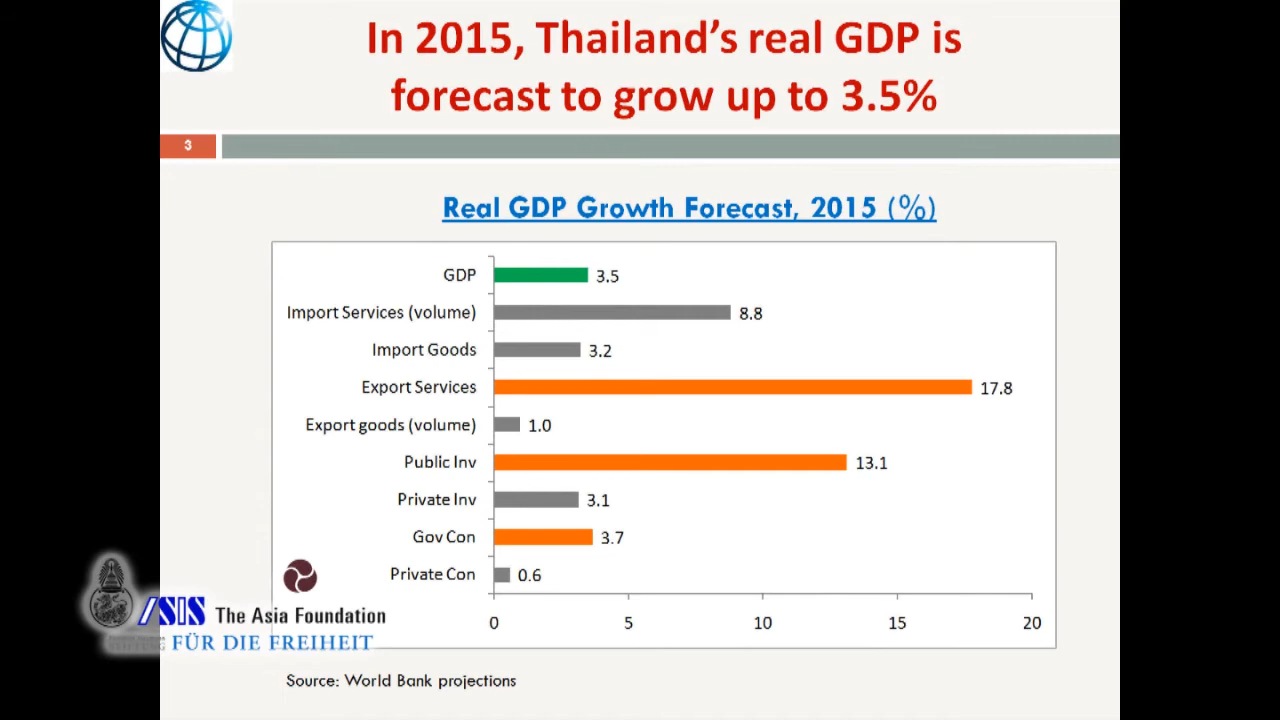 In 2015, Thailand's real GDP is
forecast to grow up to 3.5%
3
Real GDP Growth Forecast, 2015 (%)
GDP 3.5
Import Services (volume) 8.8
Import Goods 3.2
Export Services 17.8
Export goods (volume) 1.0
Public Inv 13.1
Private Inv 3.1
Gov Con 3.7
Private Con 0.6
0 5 10 15 20
ISIS The Asia Foundation
STIFTUNG FÜR DIE FREIHEIT
Source: World Bank projections